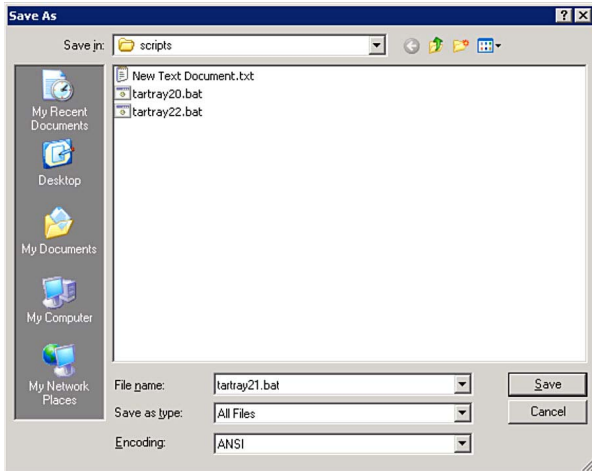 Save As
Save in:
scripts
New Text Document.txt
tartray20.bat
tartray22.bat
My Recent
Documents
Desktop
My Documents
My Computer
My Network
Places
File name:
tartray21.bat
Save
Save as type:
All Files
Cancel
Encoding:
ANSI